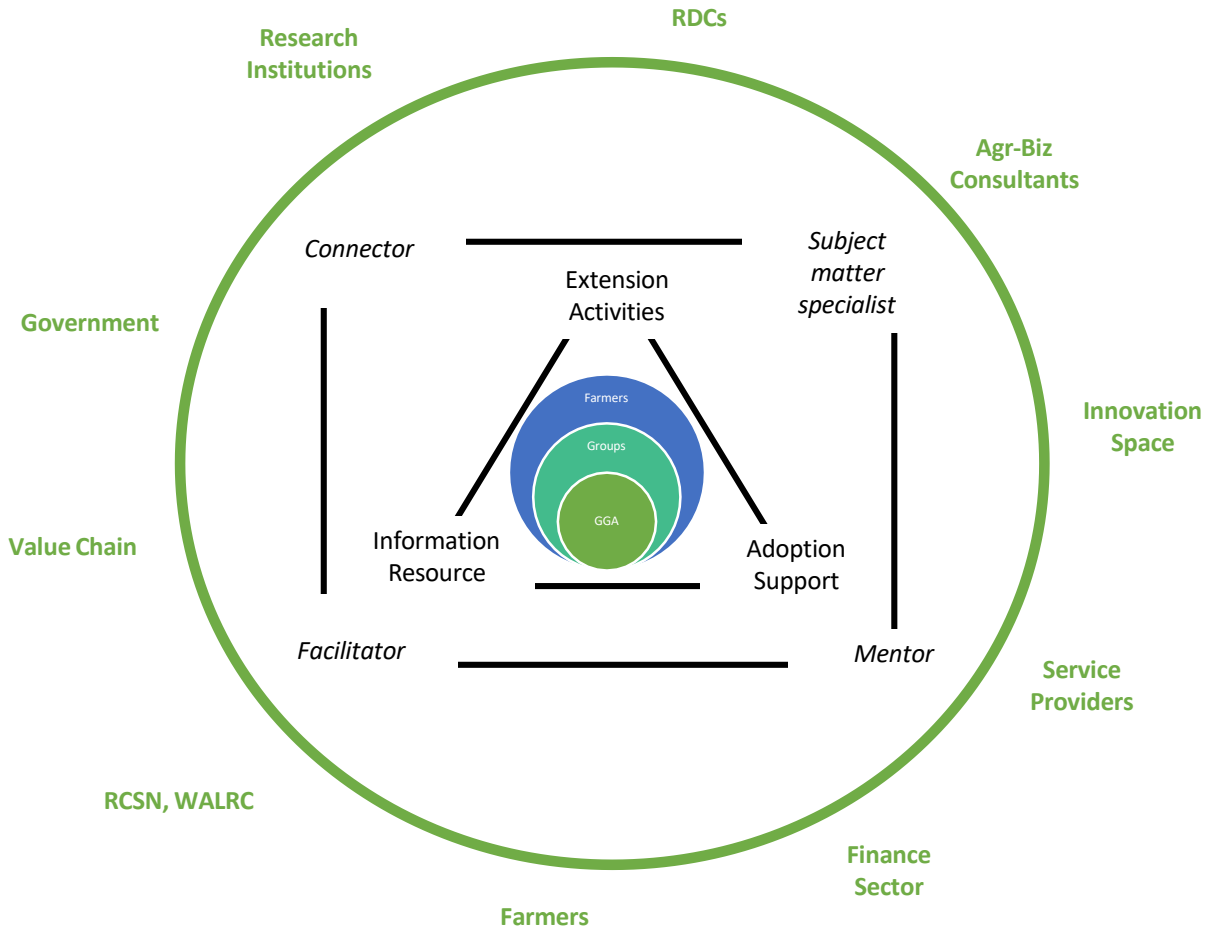 RDCs
Research
Institutions
Agr-Biz
Consultants
Connector
Subject
matter
specialist
Extension
Activities
Government
Farmers
Innovation
Space
Groups
GGA
Value Chain
Information
Resource
Adoption
Support
Facilitator
Mentor
Service
Providers
RCSN, WALRC
Finance
Sector
Farmers